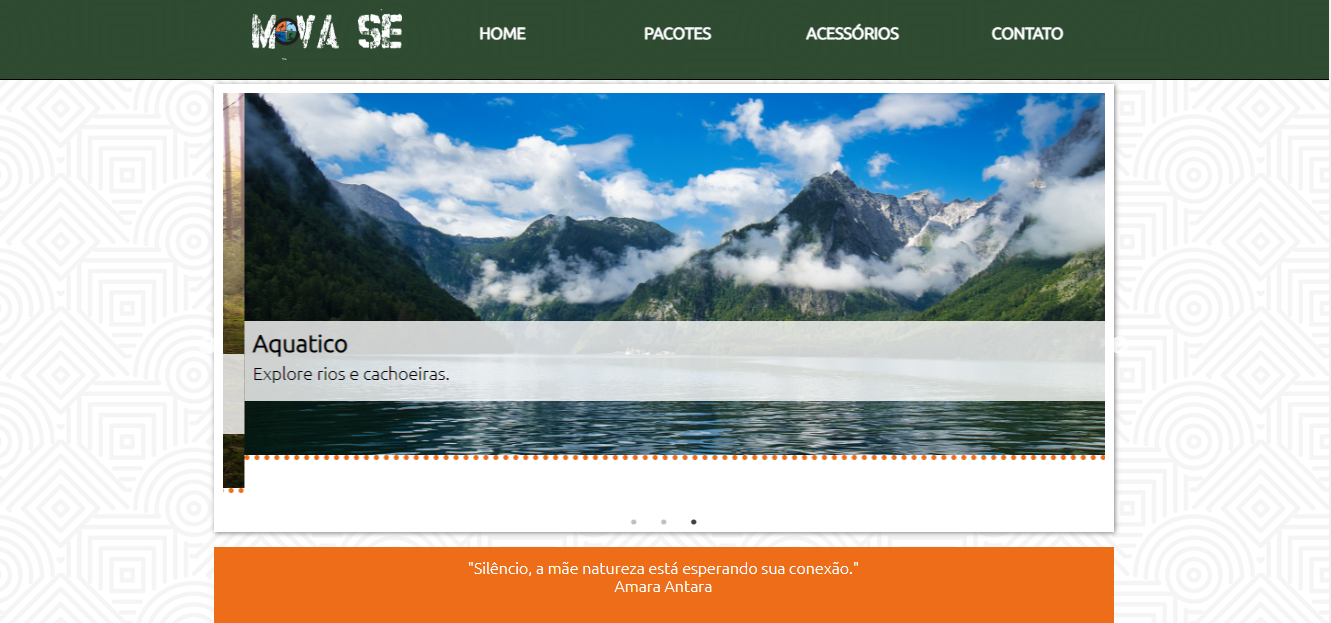 MOVA SE
HOME PACOTES ACESSÓRIOS CONTATO
Aquatico
Explore rios e cachoeiras.
"Silêncio, a mãe natureza está esperando sua conexão."
Amara Antara